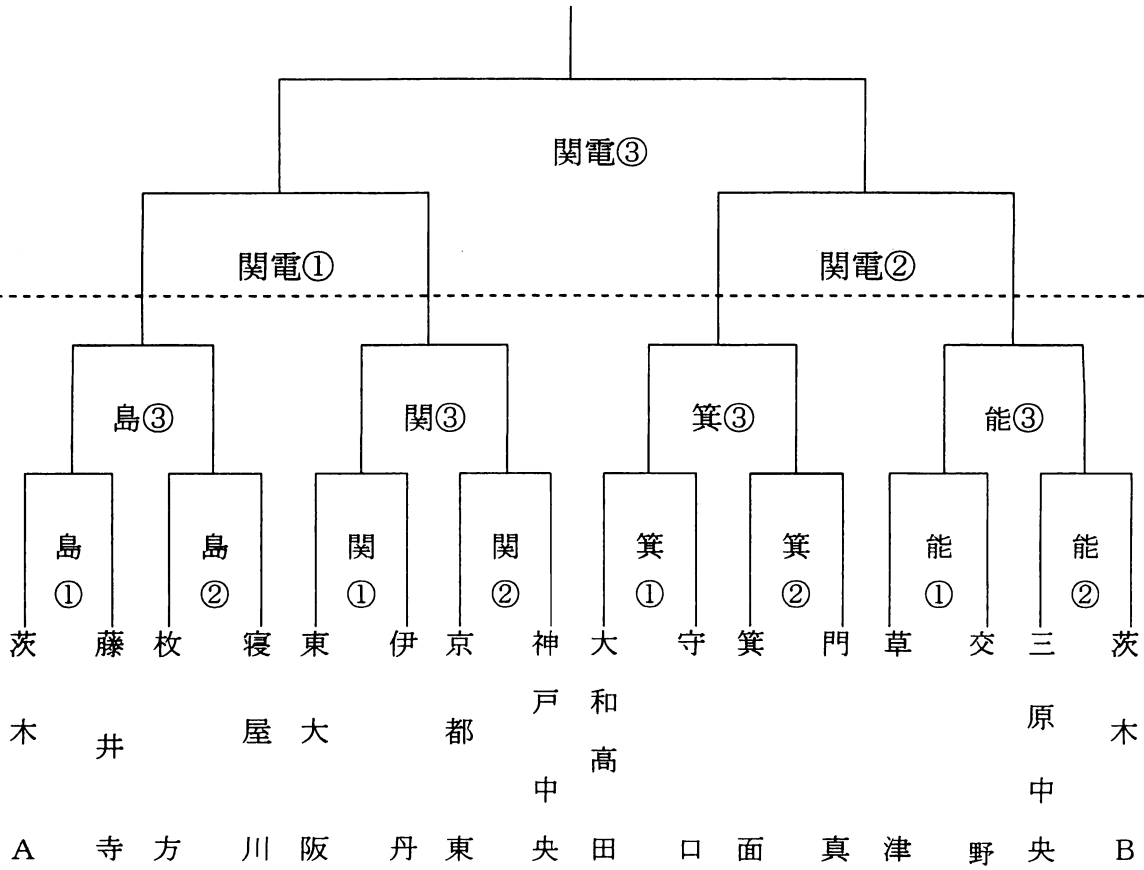 関電③
関電① 関電②
島③ 関③ 箕③ 能③
島① 島② 関① 関② 箕① 箕② 能① 能②
茨木A
藤井寺
枚方
寝屋川
東大阪
伊丹
京都東
神戸中央
大和高田
守口
箕面
門真
草津
交野
三原中央
茨木B